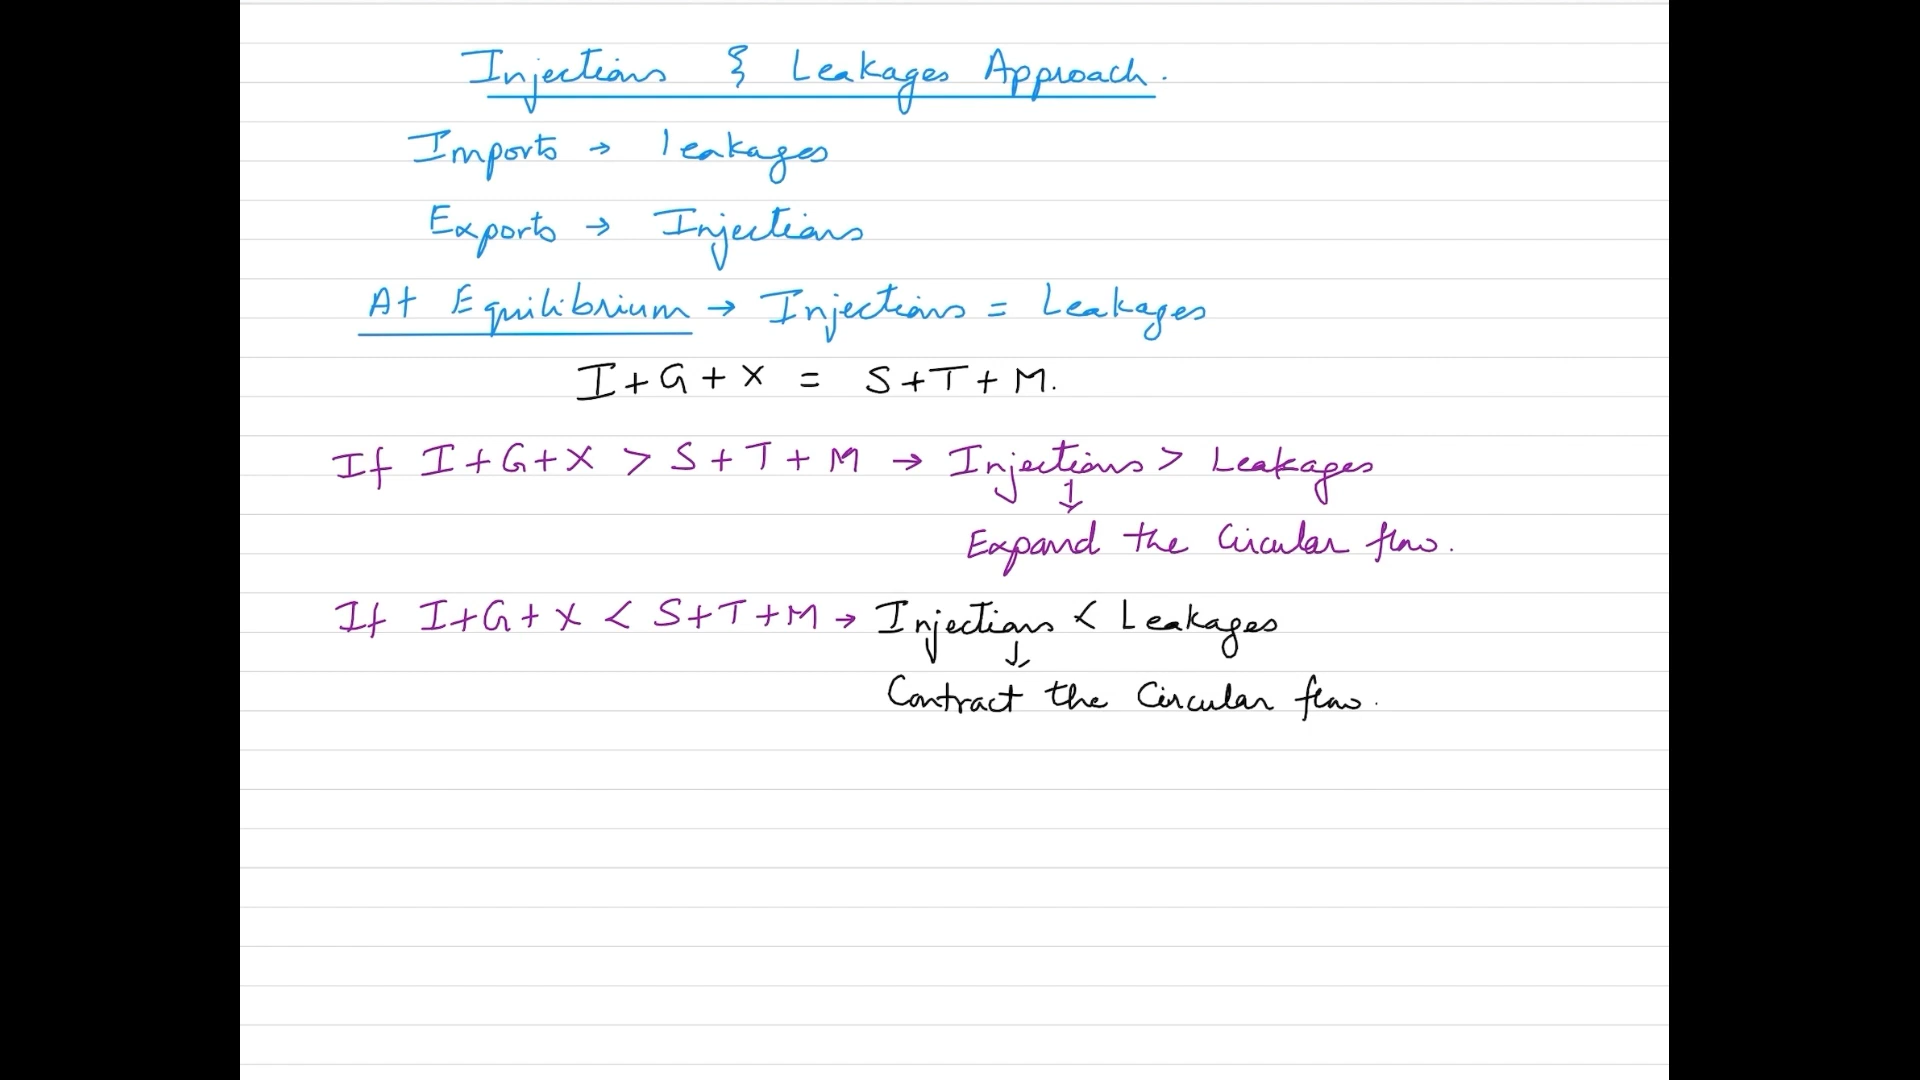 Injections & Leakages Approach.
Imports → leakages
Exports → Injections
At Equilibrium → Injections = Leakages
I + G + X = S + T + M.
If I + G + X > S + T + M → Injections > Leakages
↓
Expand the Circular flow.
If I + G + X < S + T + M → Injections < Leakages
↓
Contract the Circular flow.